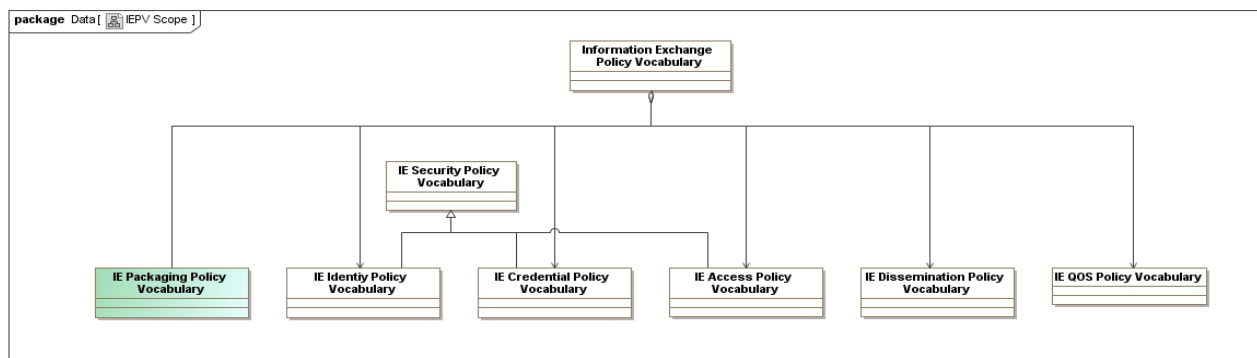 package Data [ IEPV Scope ]
Information Exchange
Policy Vocabulary
IE Security Policy
Vocabulary
IE Packaging Policy
Vocabulary
IE Identiy Policy
Vocabulary
IE Credential Policy
Vocabulary
IE Access Policy
Vocabulary
IE Dissemination Policy
Vocabulary
IE QOS Policy Vocabulary